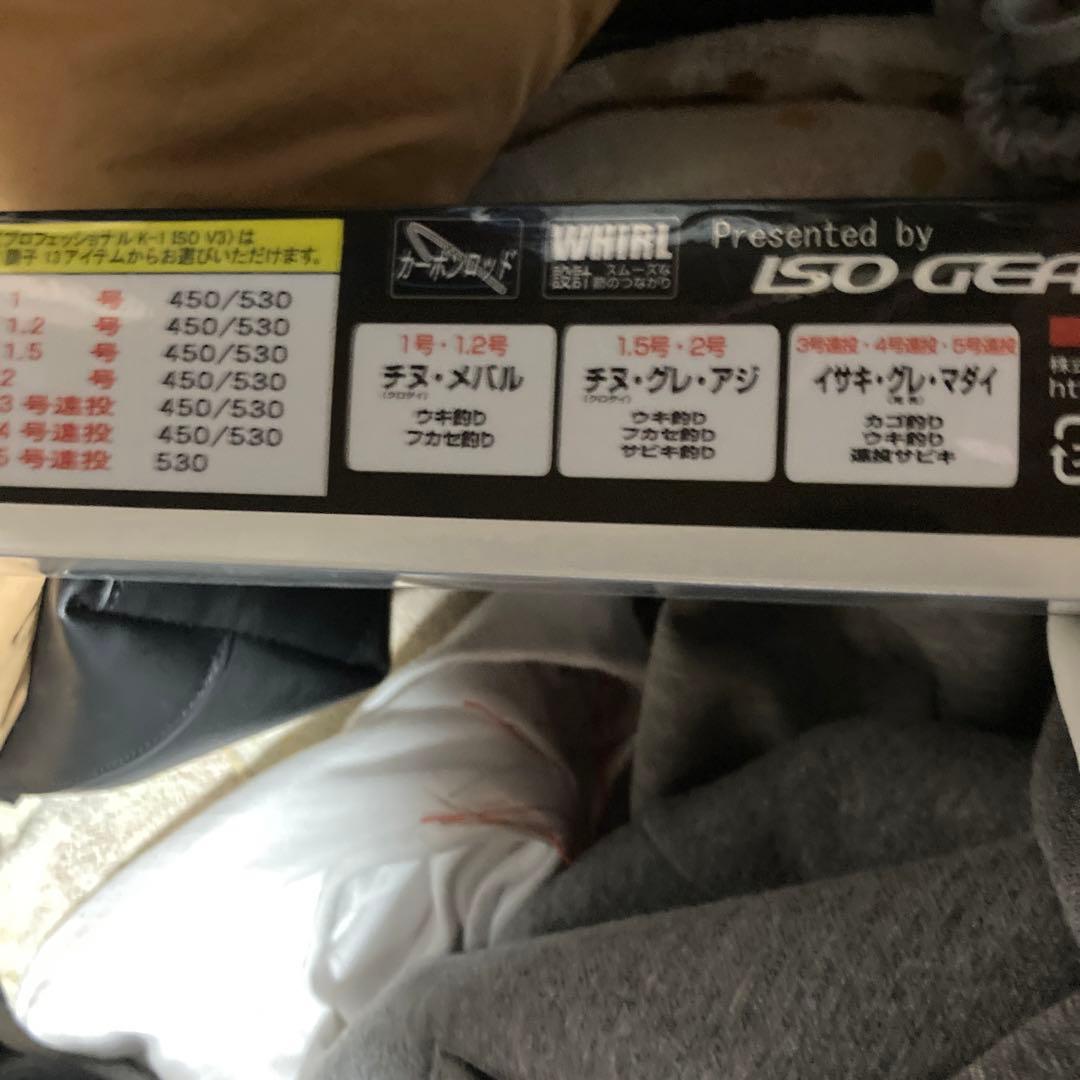 プロフェッショナル K-1 ISO V3)は
調子 13アイテムからお選びいただけます。
1 号 450/530
1.2 号 450/530
1.5 号 450/530
2 号 450/530
3号遠投 450/530
4号遠投 450/530
5号遠投 530
カーボンロッド
WHIRL
設計 スムーズな
節のつながり
Presented by
ISO GEA
1号・1.2号
チヌ・メバル
(クロダイ)
ウキ釣り
フカセ釣り
1.5号・2号
チヌ・グレ・アジ
(クロダイ)
ウキ釣り
フカセ釣り
サビキ釣り
3号遠投・4号遠投・5号遠投
イサキ・グレ・マダイ
カゴ釣り
ウキ釣り
遠投サビキ
株式
ht